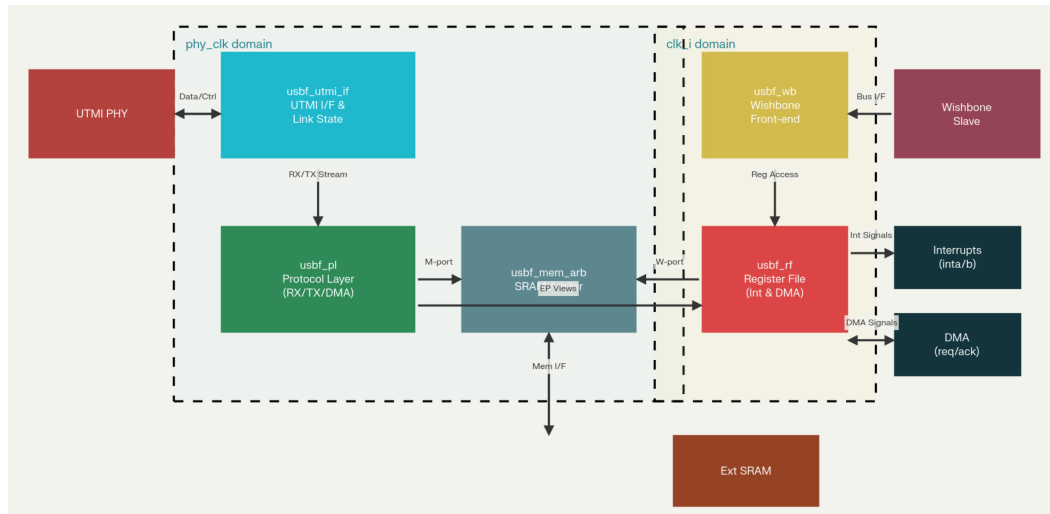 phy_clk domain
clk_i domain
UTMI PHY
Data/Ctrl
usbf_utmi_if
UTMI I/F &
Link State
usbf_wb
Wishbone
Front-end
Bus I/F
Wishbone
Slave
RX/TX Stream
Reg Access
usbf_pl
Protocol Layer
(RX/TX/DMA)
M-port
usbf_mem_arb
EP Views
W-port
usbf_rf
Register File
(Int & DMA)
Int Signals
Interrupts
(inta/b)
DMA Signals
DMA
(req/ack)
Mem I/F
Ext SRAM